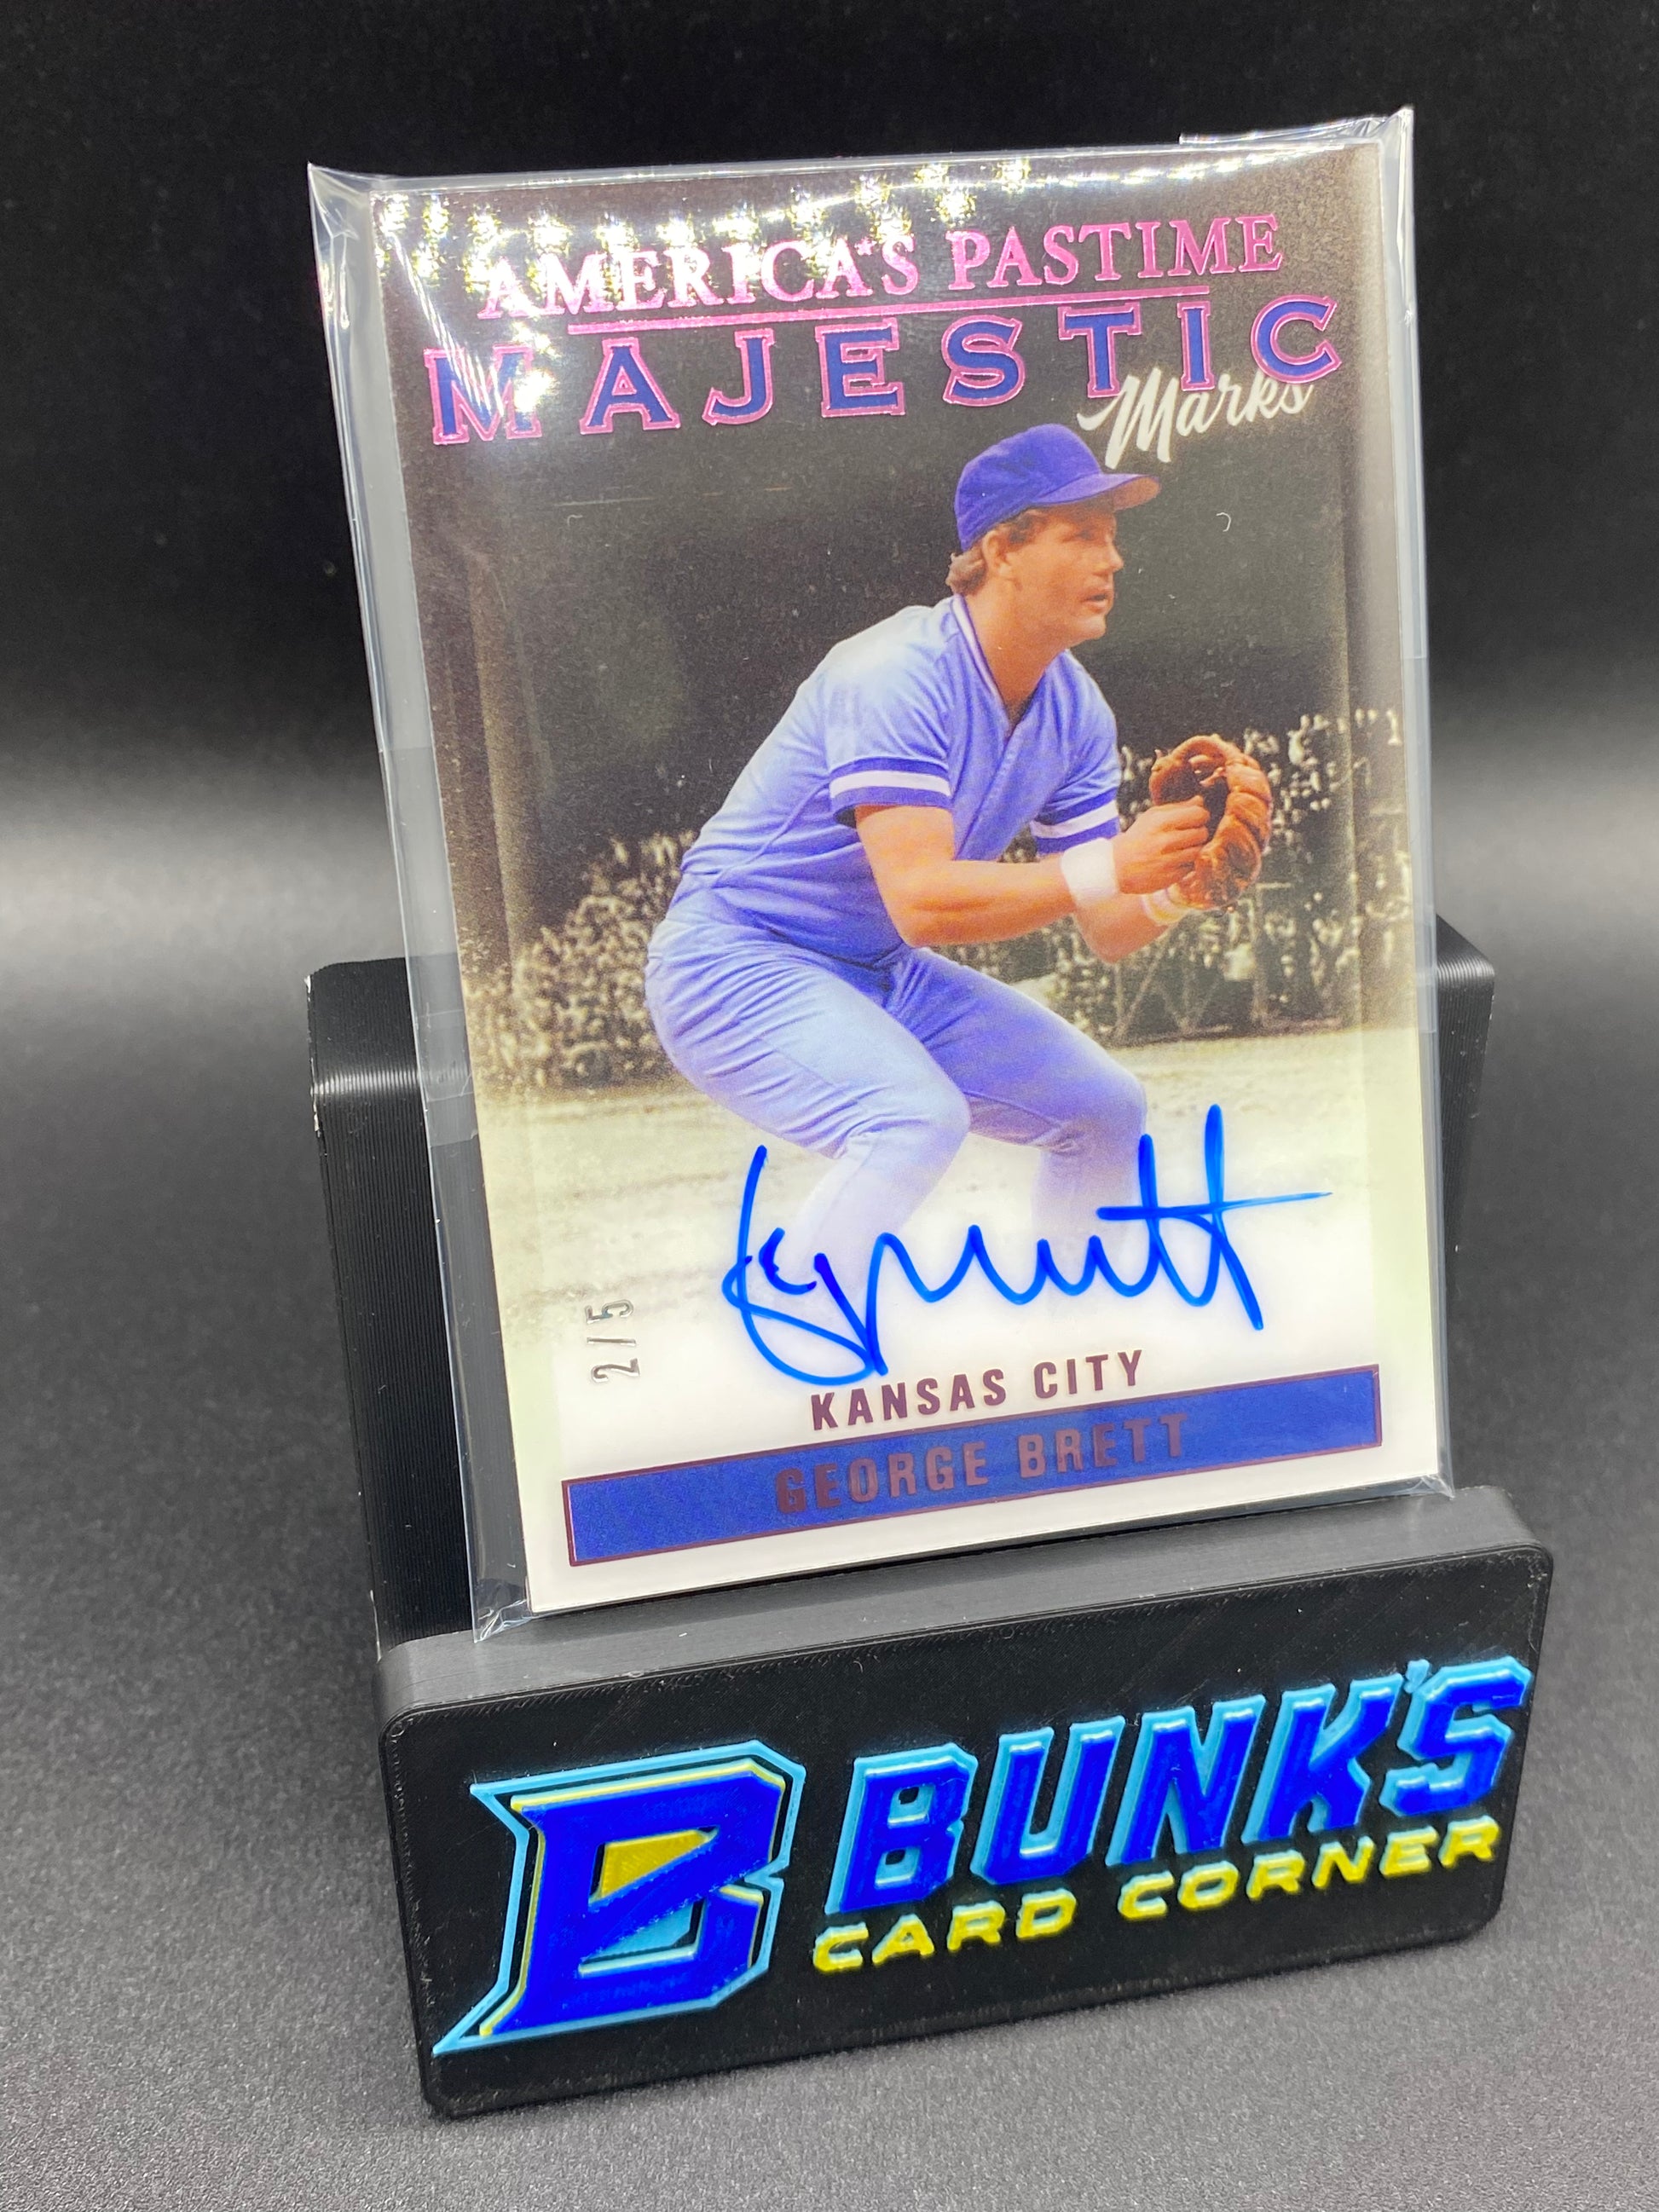 AMERICA'S PASTIME
MAJESTIC
Marks
2/5
KANSAS CITY
GEORGE BRETT
B BUNK'S
CARD CORNER